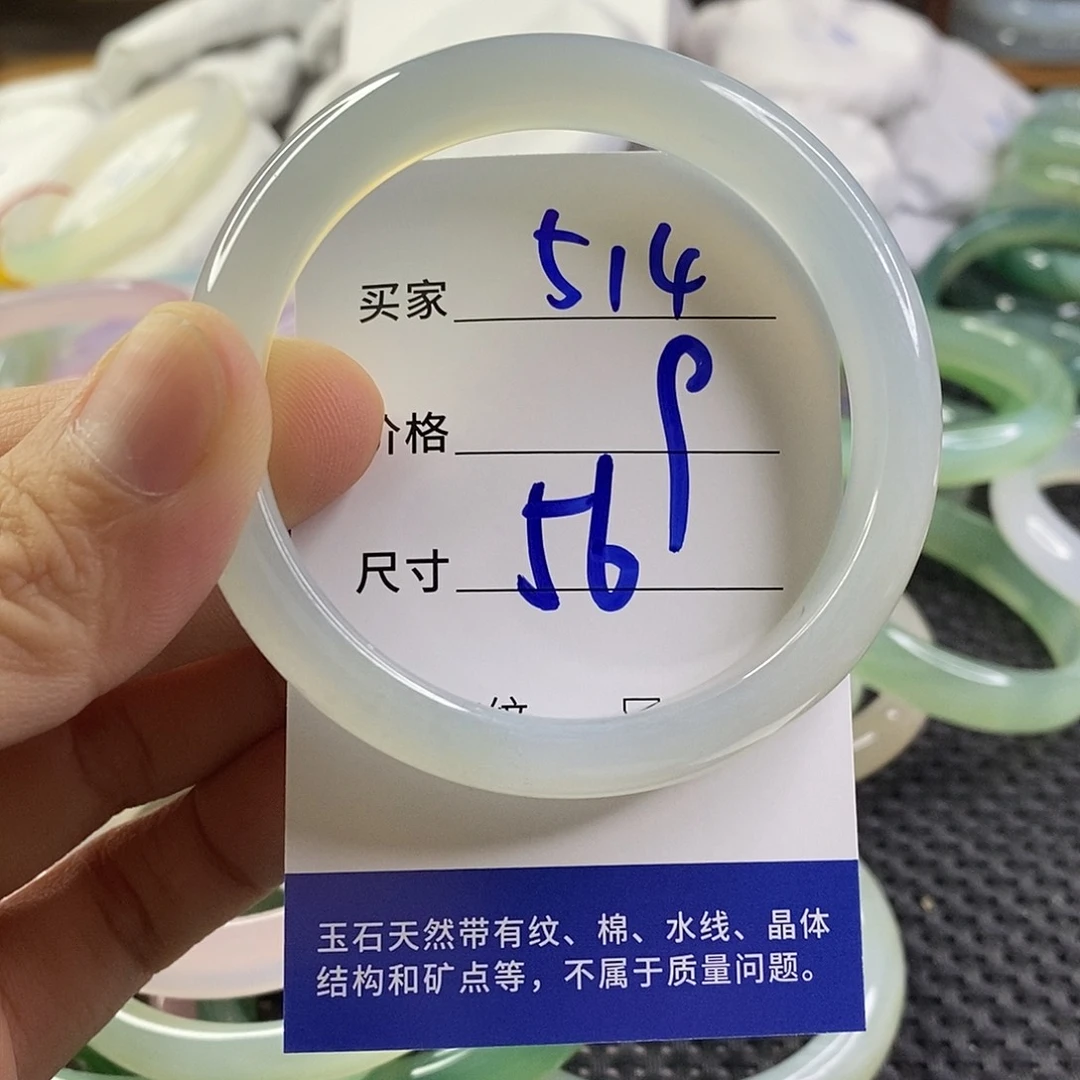 买家 514
价格
尺寸 56
纹
玉石天然带有纹、棉、水线、晶体
结构和矿点等，不属于质量问题。